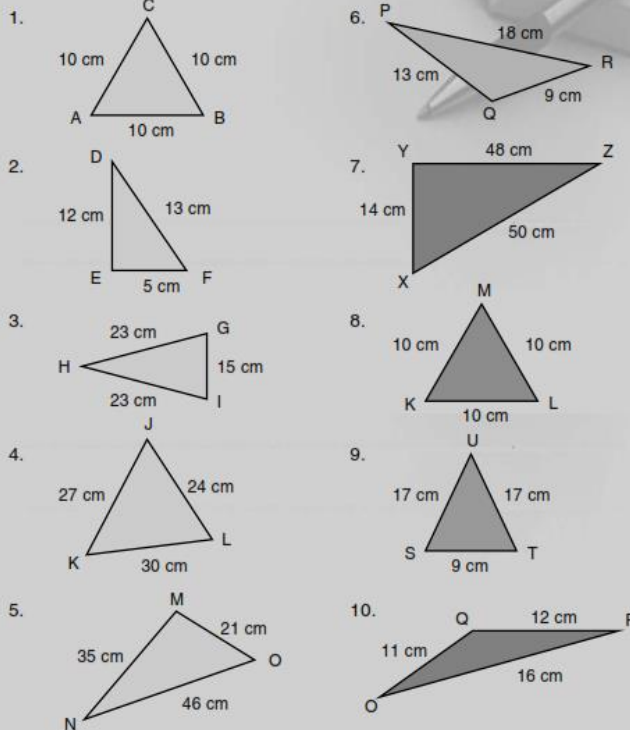 1.
C
10 cm
10 cm
A
B
10 cm
2.
D
12 cm
13 cm
E
F
5 cm
3.
23 cm
G
H
15 cm
23 cm
I
4.
J
27 cm
24 cm
K
L
30 cm
5.
M
21 cm
35 cm
O
46 cm
N
6.
P
18 cm
R
13 cm
9 cm
Q
7.
Y
48 cm
Z
14 cm
50 cm
X
8.
M
10 cm
10 cm
K
L
10 cm
9.
U
17 cm
17 cm
S
T
9 cm
10.
Q
12 cm
11 cm
16 cm
O